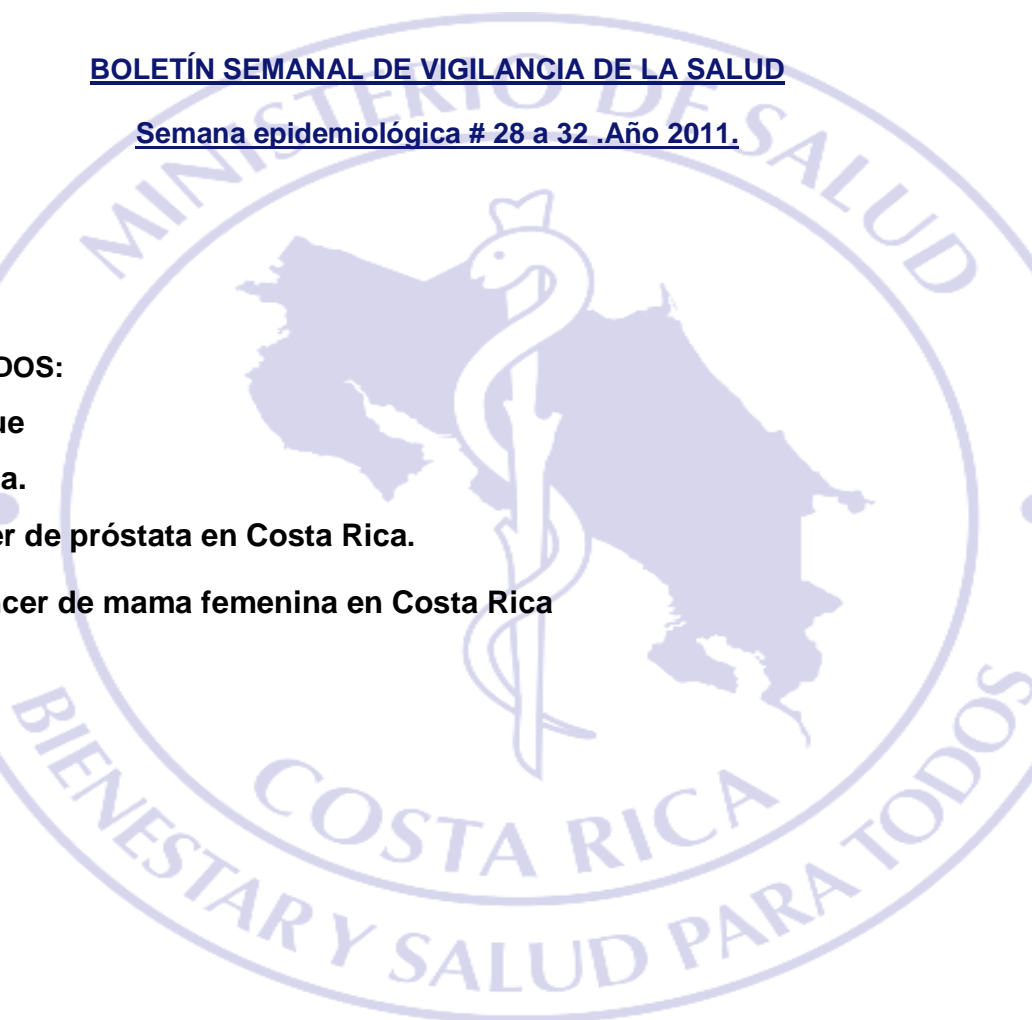 BOLETÍN SEMANAL DE VIGILANCIA DE LA SALUD
Semana epidemiológica # 28 a 32 .Año 2011.
MINISTERIO DE SALUD
DOS:
ue
a.
er de próstata en Costa Rica.
cer de mama femenina en Costa Rica
COSTA RICA
BIENESTAR Y SALUD PARA TODOS